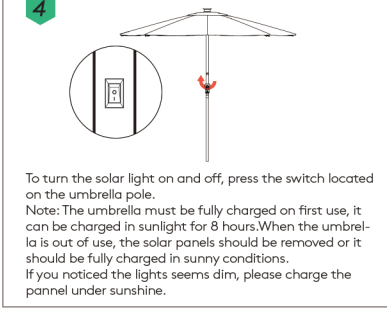 4
To turn the solar light on and off, press the switch located
on the umbrella pole.
Note: The umbrella must be fully charged on first use, it
can be charged in sunlight for 8 hours.When the umbrel-
la is out of use, the solar panels should be removed or it
should be fully charged in sunny conditions.
If you noticed the lights seems dim, please charge the
pannel under sunshine.